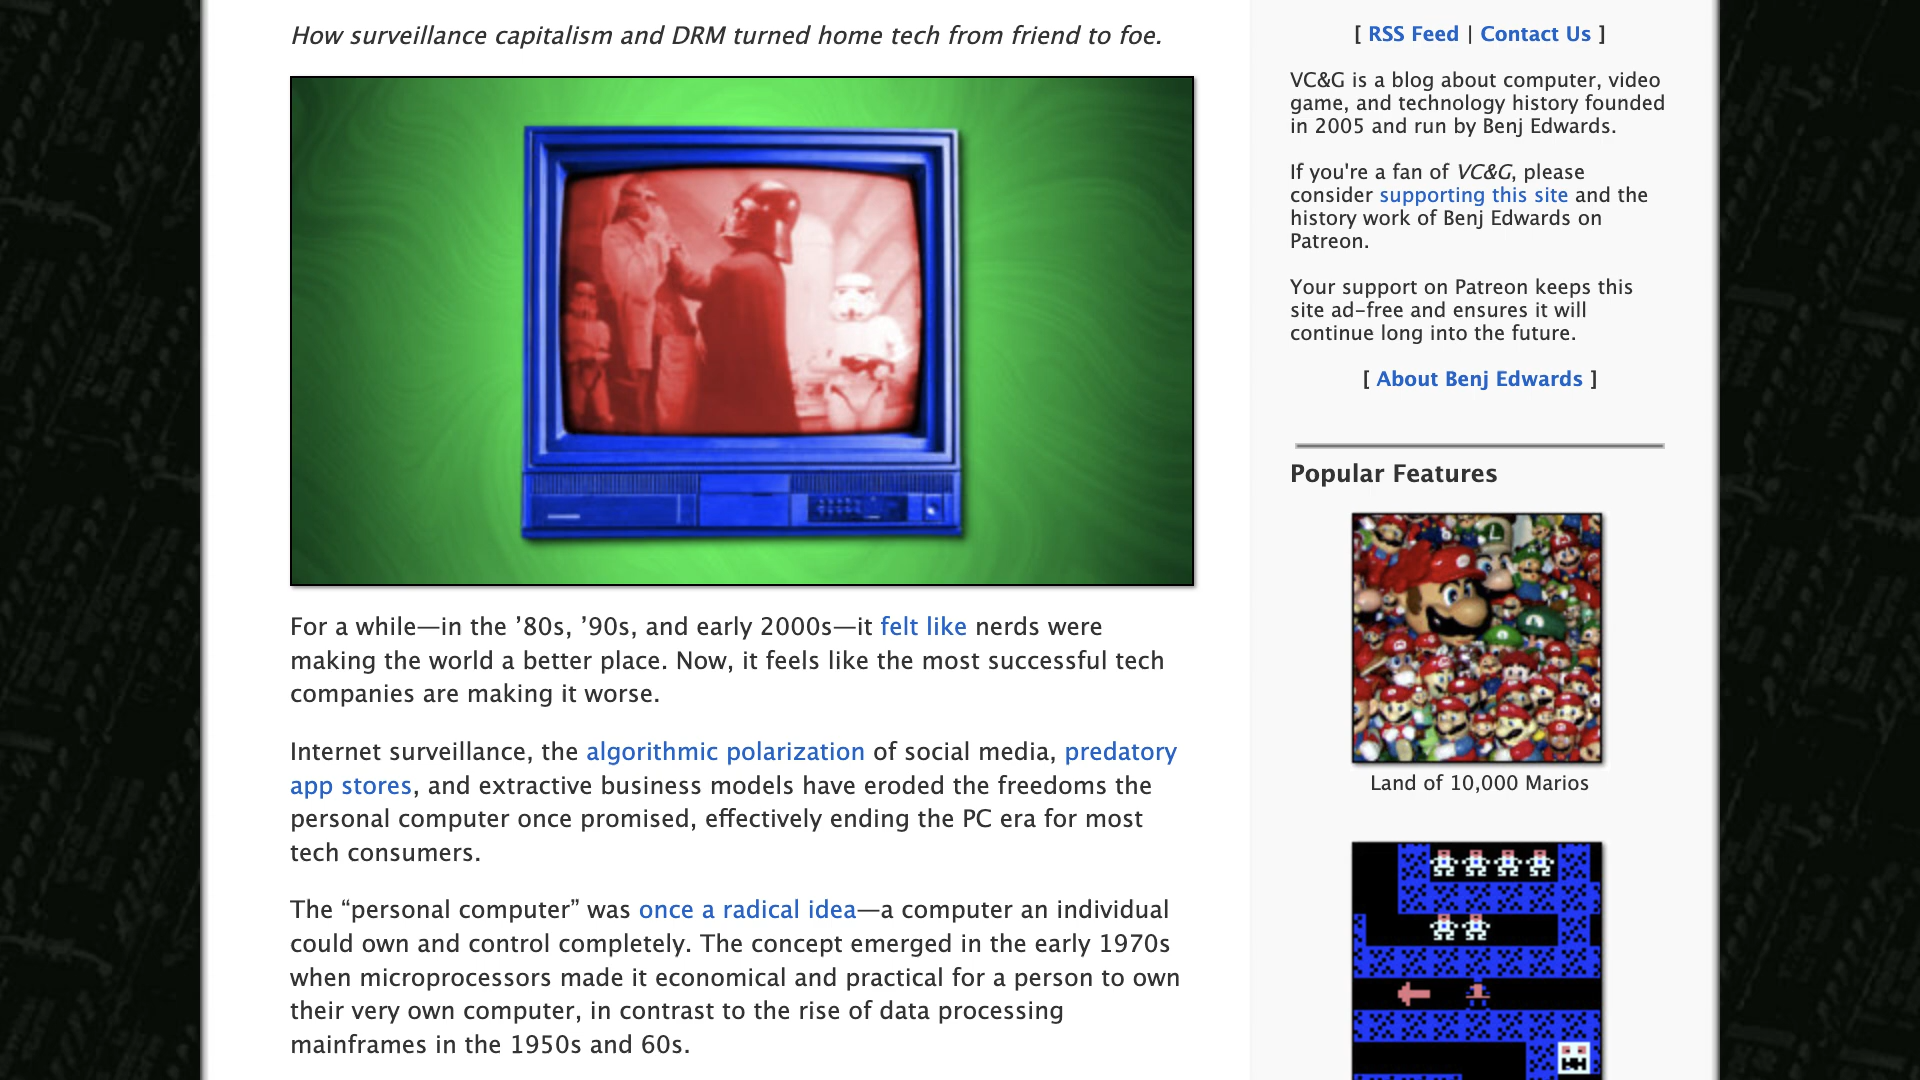 How surveillance capitalism and DRM turned home tech from friend to foe.
For a while—in the ’80s, ’90s, and early 2000s—it felt like nerds were
making the world a better place. Now, it feels like the most successful tech
companies are making it worse.
Internet surveillance, the algorithmic polarization of social media, predatory
app stores, and extractive business models have eroded the freedoms the
personal computer once promised, effectively ending the PC era for most
tech consumers.
The “personal computer” was once a radical idea—a computer an individual
could own and control completely. The concept emerged in the early 1970s
when microprocessors made it economical and practical for a person to own
their very own computer, in contrast to the rise of data processing
mainframes in the 1950s and 60s.
[ RSS Feed | Contact Us ]
VC&G is a blog about computer, video
game, and technology history founded
in 2005 and run by Benj Edwards.
If you're a fan of VC&G, please
consider supporting this site and the
history work of Benj Edwards on
Patreon.
Your support on Patreon keeps this
site ad-free and ensures it will
continue long into the future.
[ About Benj Edwards ]
Popular Features
Land of 10,000 Marios